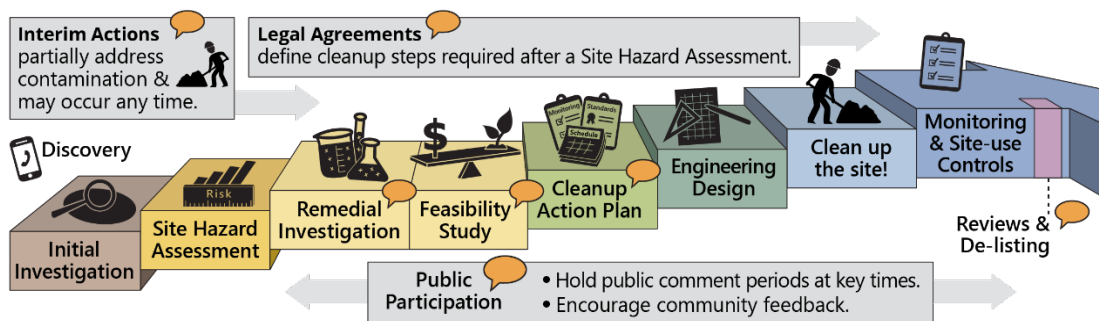 Interim Actions
partially address
contamination &
may occur any time.
Legal Agreements
define cleanup steps required after a Site Hazard Assessment.
Discovery
Initial
Investigation
Risk
Site Hazard
Assessment
Remedial
Investigation
$
Feasibility
Study
Monitoring
Standards
Schedule
Cleanup
Action Plan
Engineering
Design
Clean up
the site!
Monitoring
& Site-use
Controls
Reviews &
De-listing
Public
Participation
• Hold public comment periods at key times.
• Encourage community feedback.